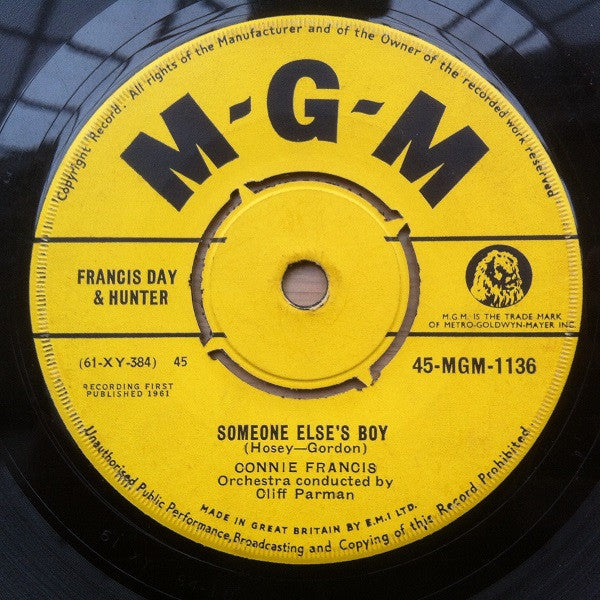 Copyright Record. All rights of the Manufacturer and of the Owner of the recorded work reserved
M-G-M
FRANCIS DAY
& HUNTER
M.G.M. IS THE TRADE MARK
OF METRO-GOLDWYN-MAYER INC.
(61-XY-384) 45
45-MGM-1136
RECORDING FIRST
PUBLISHED 1961
SOMEONE ELSE'S BOY
(Hosey—Gordon)
CONNIE FRANCIS
Orchestra conducted by
Cliff Parman
MADE IN GREAT BRITAIN BY E.M.I LTD.
Unauthorised Public Performance, Broadcasting and Copying of this Record Prohibited